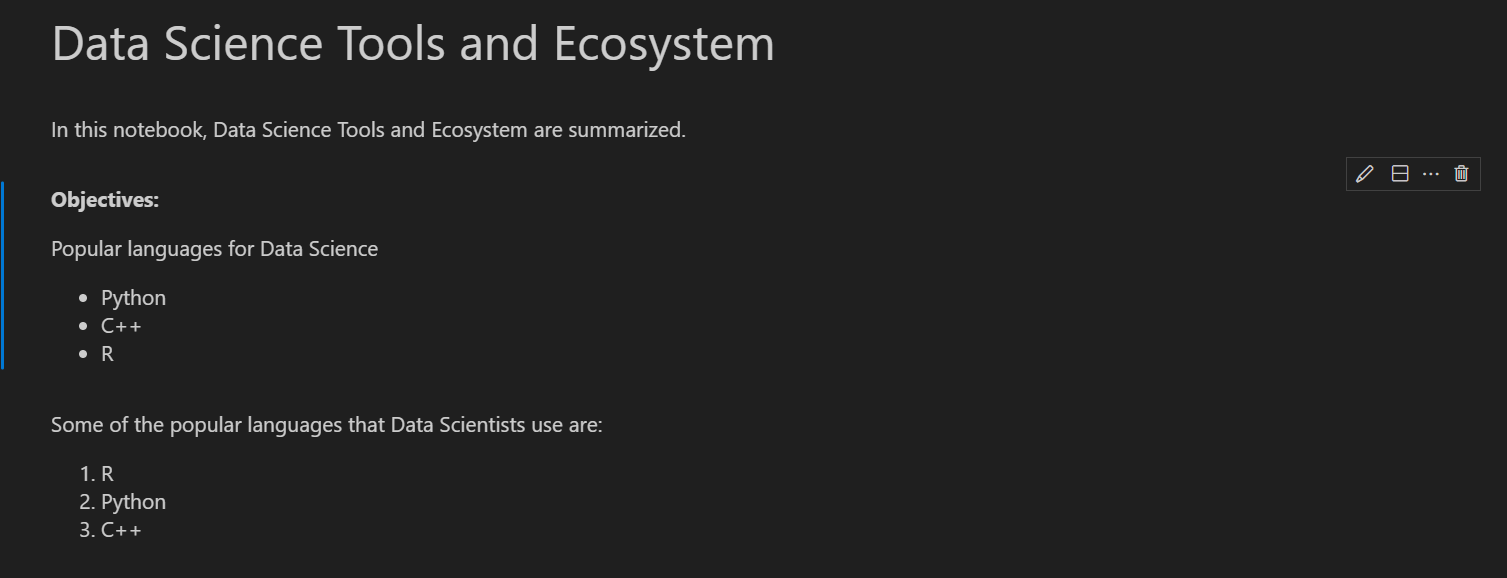 Data Science Tools and Ecosystem
In this notebook, Data Science Tools and Ecosystem are summarized.
Objectives:
Popular languages for Data Science
• Python
• C++
• R
Some of the popular languages that Data Scientists use are:
1. R
2. Python
3. C++